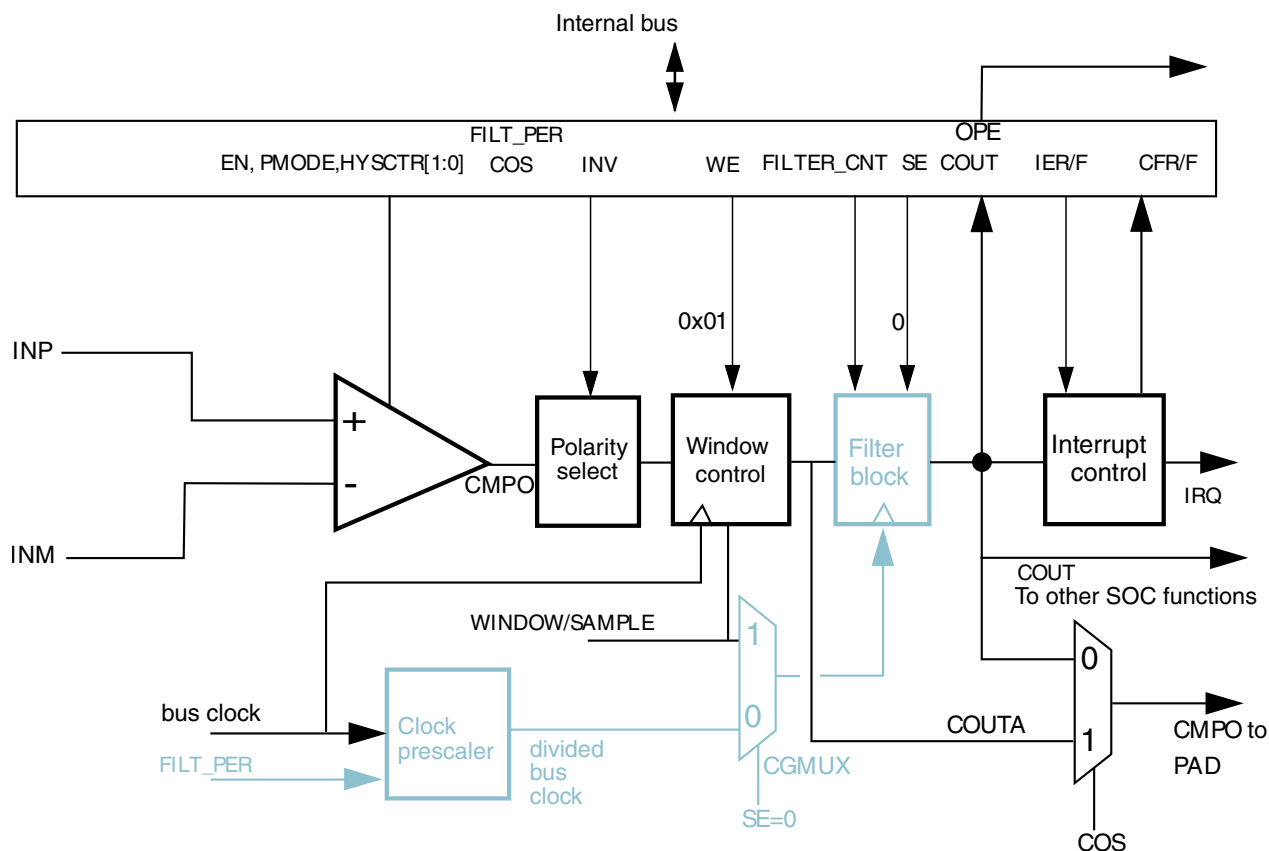 Internal bus
FILT_PER
OPE
EN, PMODE,HYSCTR[1:0]
COS
INV
WE
FILTER_CNT
SE
COUT
IER/F
CFR/F
0x01
0
INP
+
-
INM
CMPO
Polarity
select
Window
control
Filter
block
Interrupt
control
IRQ
COUT
To other SOC functions
WINDOW/SAMPLE
1
0
bus clock
FILT_PER
Clock
prescaler
divided
bus
clock
CGMUX
SE=0
COUTA
0
1
CMPO to
PAD
COS